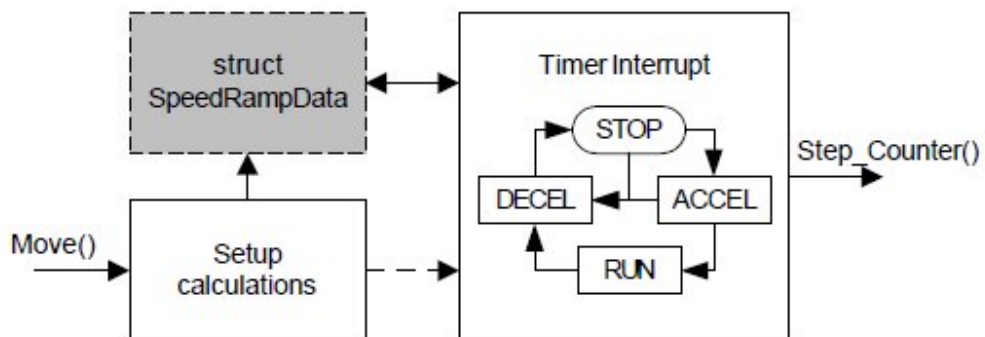 struct
SpeedRampData
Timer Interrupt
STOP
Step_Counter()
DECEL
ACCEL
Move()
Setup
calculations
RUN